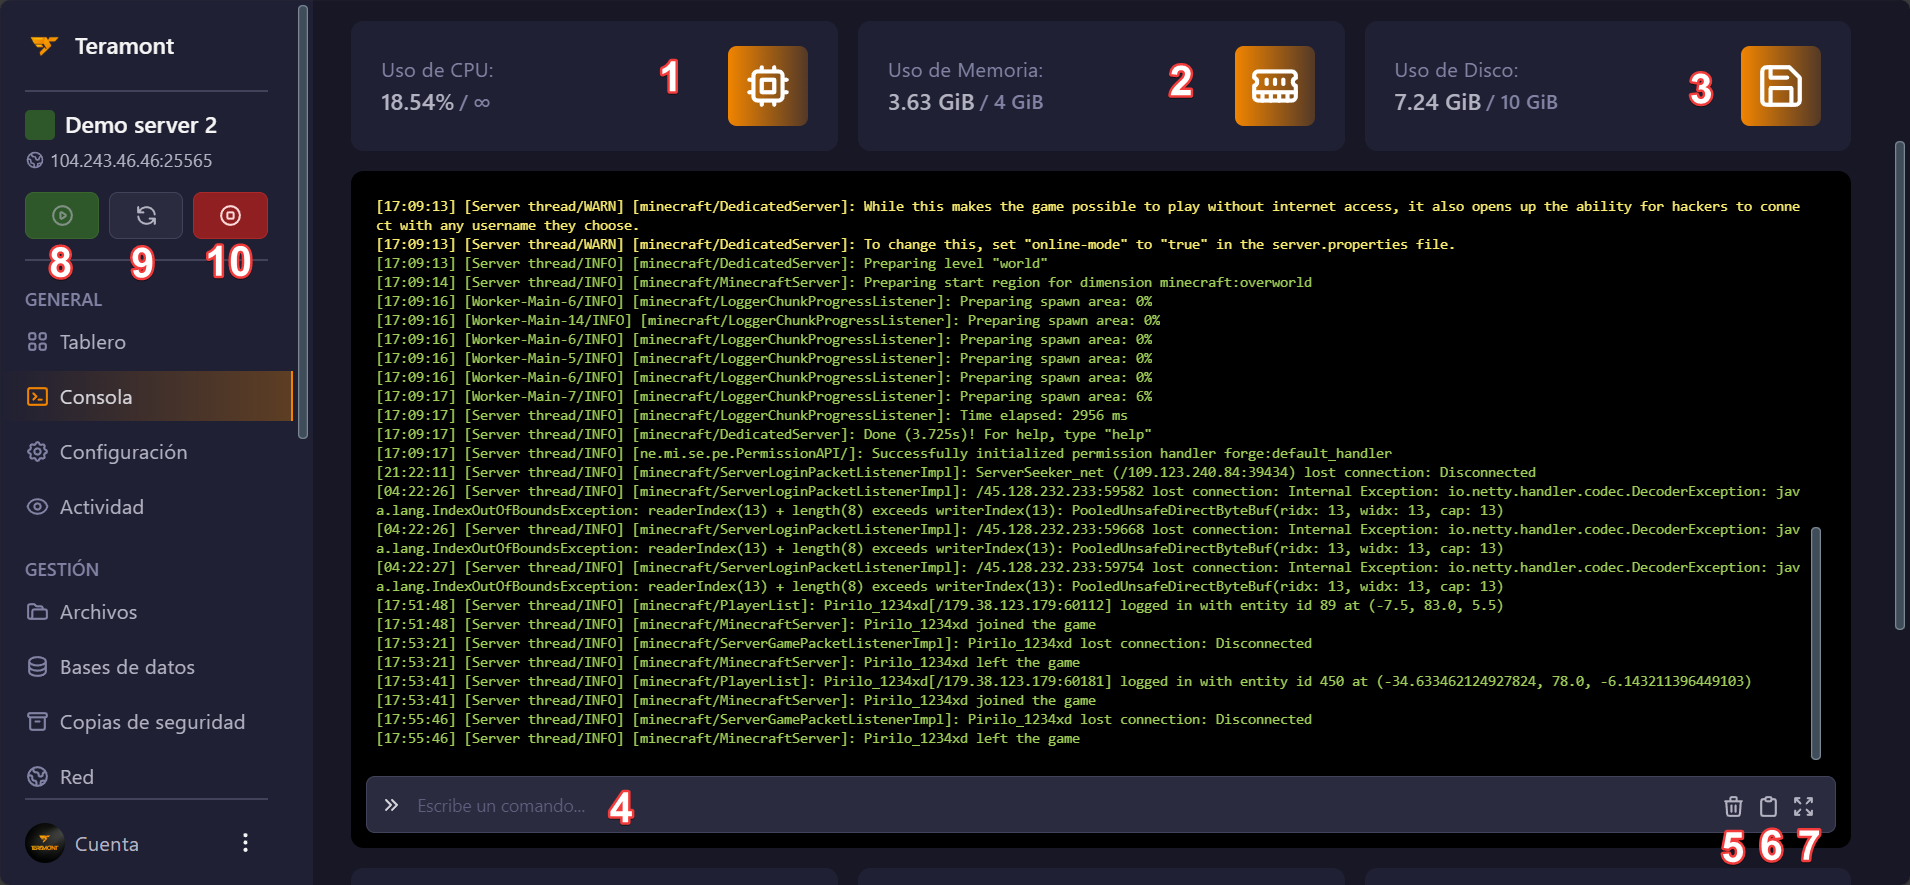 Teramont
Demo server 2
104.243.46.46:25565
8
9
10
GENERAL
Tablero
Consola
Configuración
Actividad
GESTIÓN
Archivos
Bases de datos
Copias de seguridad
Red
TERAMONT
Cuenta
Uso de CPU:
18.54% / ∞
1
Uso de Memoria:
3.63 GiB / 4 GiB
2
Uso de Disco:
7.24 GiB / 10 GiB
3
[17:09:13] [Server thread/WARN] [minecraft/DedicatedServer]: While this makes the game possible to play without internet access, it also opens up the ability for hackers to conne
ct with any username they choose.
[17:09:13] [Server thread/WARN] [minecraft/DedicatedServer]: To change this, set "online-mode" to "true" in the server.properties file.
[17:09:13] [Server thread/INFO] [minecraft/DedicatedServer]: Preparing level "world"
[17:09:14] [Server thread/INFO] [minecraft/MinecraftServer]: Preparing start region for dimension minecraft:overworld
[17:09:16] [Worker-Main-6/INFO] [minecraft/LoggerChunkProgressListener]: Preparing spawn area: 0%
[17:09:16] [Worker-Main-14/INFO] [minecraft/LoggerChunkProgressListener]: Preparing spawn area: 0%
[17:09:16] [Worker-Main-6/INFO] [minecraft/LoggerChunkProgressListener]: Preparing spawn area: 0%
[17:09:16] [Worker-Main-5/INFO] [minecraft/LoggerChunkProgressListener]: Preparing spawn area: 0%
[17:09:16] [Worker-Main-6/INFO] [minecraft/LoggerChunkProgressListener]: Preparing spawn area: 0%
[17:09:17] [Worker-Main-7/INFO] [minecraft/LoggerChunkProgressListener]: Preparing spawn area: 6%
[17:09:17] [Server thread/INFO] [minecraft/LoggerChunkProgressListener]: Time elapsed: 2956 ms
[17:09:17] [Server thread/INFO] [minecraft/DedicatedServer]: Done (3.725s)! For help, type "help"
[17:09:17] [Server thread/INFO] [ne.mi.se.pe.PermissionAPI/]: Successfully initialized permission handler forge:default_handler
[21:22:11] [Server thread/INFO] [minecraft/ServerLoginPacketListenerImpl]: ServerSeeker_net (/109.123.240.84:39434) lost connection: Disconnected
[04:22:26] [Server thread/INFO] [minecraft/ServerLoginPacketListenerImpl]: /45.128.232.233:59582 lost connection: Internal Exception: io.netty.handler.codec.DecoderException: jav
a.lang.IndexOutOfBoundsException: readerIndex(13) + length(8) exceeds writerIndex(13): PooledUnsafeDirectByteBuf(ridx: 13, widx: 13, cap: 13)
[04:22:26] [Server thread/INFO] [minecraft/ServerLoginPacketListenerImpl]: /45.128.232.233:59668 lost connection: Internal Exception: io.netty.handler.codec.DecoderException: jav
a.lang.IndexOutOfBoundsException: readerIndex(13) + length(8) exceeds writerIndex(13): PooledUnsafeDirectByteBuf(ridx: 13, widx: 13, cap: 13)
[04:22:27] [Server thread/INFO] [minecraft/ServerLoginPacketListenerImpl]: /45.128.232.233:59754 lost connection: Internal Exception: io.netty.handler.codec.DecoderException: jav
a.lang.IndexOutOfBoundsException: readerIndex(13) + length(8) exceeds writerIndex(13): PooledUnsafeDirectByteBuf(ridx: 13, widx: 13, cap: 13)
[17:51:48] [Server thread/INFO] [minecraft/PlayerList]: Pirilo_1234xd[/179.38.123.179:60112] logged in with entity id 89 at (-7.5, 83.0, 5.5)
[17:51:48] [Server thread/INFO] [minecraft/MinecraftServer]: Pirilo_1234xd joined the game
[17:53:21] [Server thread/INFO] [minecraft/ServerGamePacketListenerImpl]: Pirilo_1234xd lost connection: Disconnected
[17:53:21] [Server thread/INFO] [minecraft/MinecraftServer]: Pirilo_1234xd left the game
[17:53:41] [Server thread/INFO] [minecraft/PlayerList]: Pirilo_1234xd[/179.38.123.179:60181] logged in with entity id 450 at (-34.633462124927824, 78.0, -6.143211396449103)
[17:53:41] [Server thread/INFO] [minecraft/MinecraftServer]: Pirilo_1234xd joined the game
[17:55:46] [Server thread/INFO] [minecraft/ServerGamePacketListenerImpl]: Pirilo_1234xd lost connection: Disconnected
[17:55:46] [Server thread/INFO] [minecraft/MinecraftServer]: Pirilo_1234xd left the game
Escribe un comando...
4
5
6
7